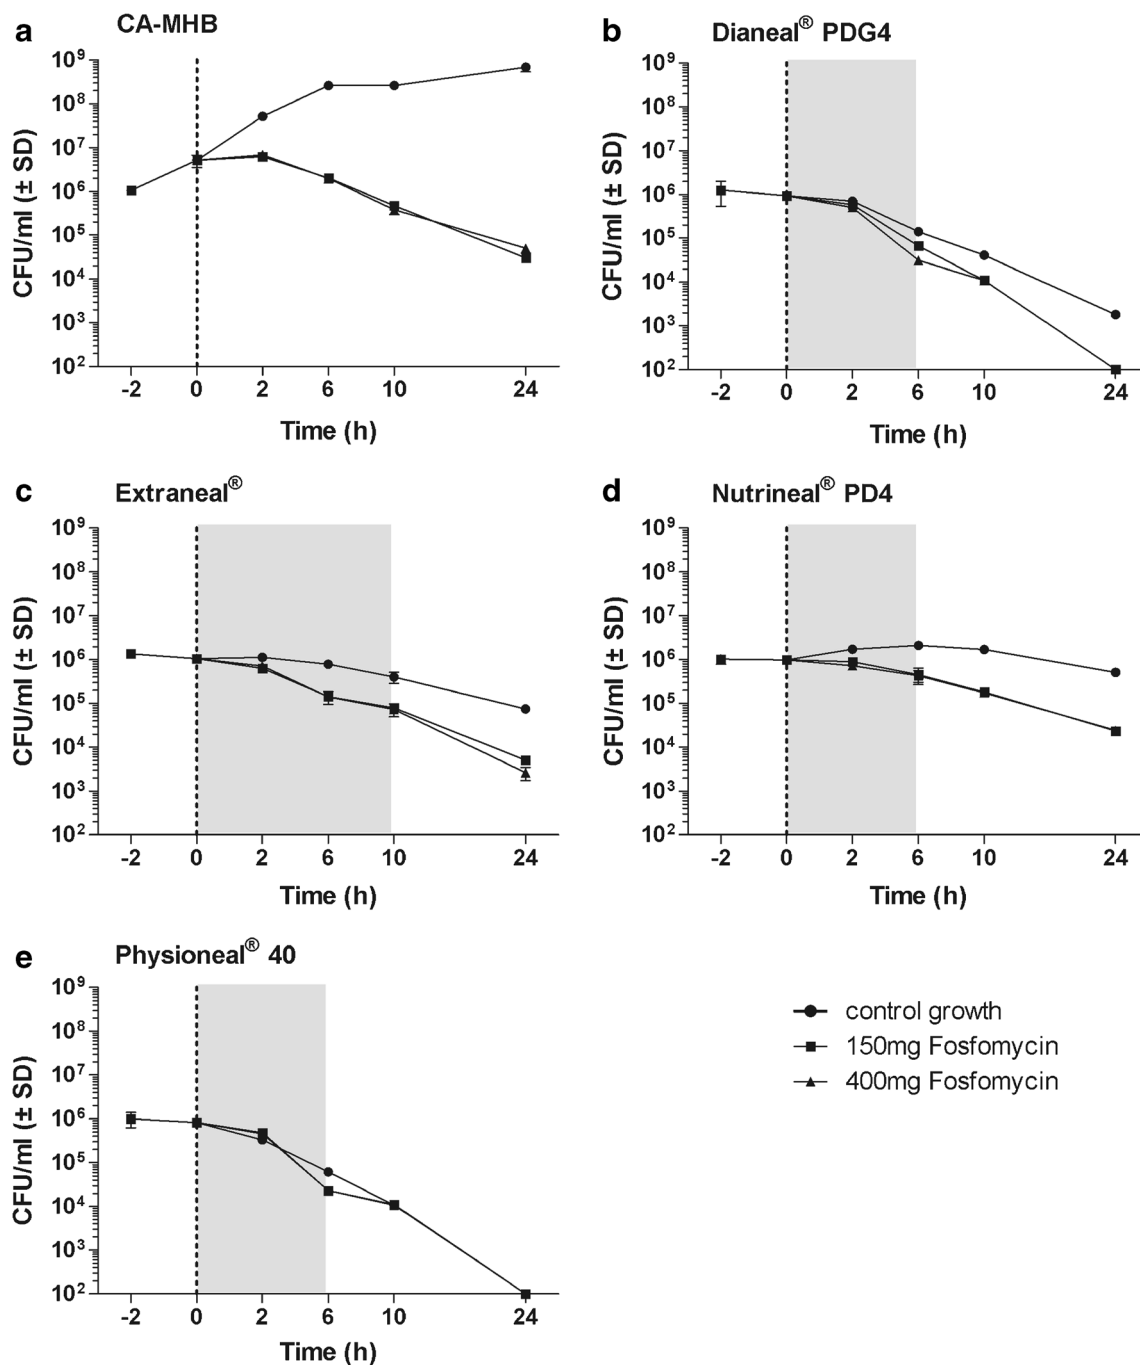 a CA-MHB
CFU/ml (± SD)
10⁹
10⁸
10⁷
10⁶
10⁵
10⁴
10³
10²
-2 0 2 6 10 24
Time (h)
b Dianeal® PDG4
CFU/ml (± SD)
10⁹
10⁸
10⁷
10⁶
10⁵
10⁴
10³
10²
-2 0 2 6 10 24
Time (h)
c Extraneal®
CFU/ml (± SD)
10⁹
10⁸
10⁷
10⁶
10⁵
10⁴
10³
10²
-2 0 2 6 10 24
Time (h)
d Nutrineal® PD4
CFU/ml (± SD)
10⁹
10⁸
10⁷
10⁶
10⁵
10⁴
10³
10²
-2 0 2 6 10 24
Time (h)
e Physioneal® 40
CFU/ml (± SD)
10⁹
10⁸
10⁷
10⁶
10⁵
10⁴
10³
10²
-2 0 2 6 10 24
Time (h)
control growth
150mg Fosfomycin
400mg Fosfomycin